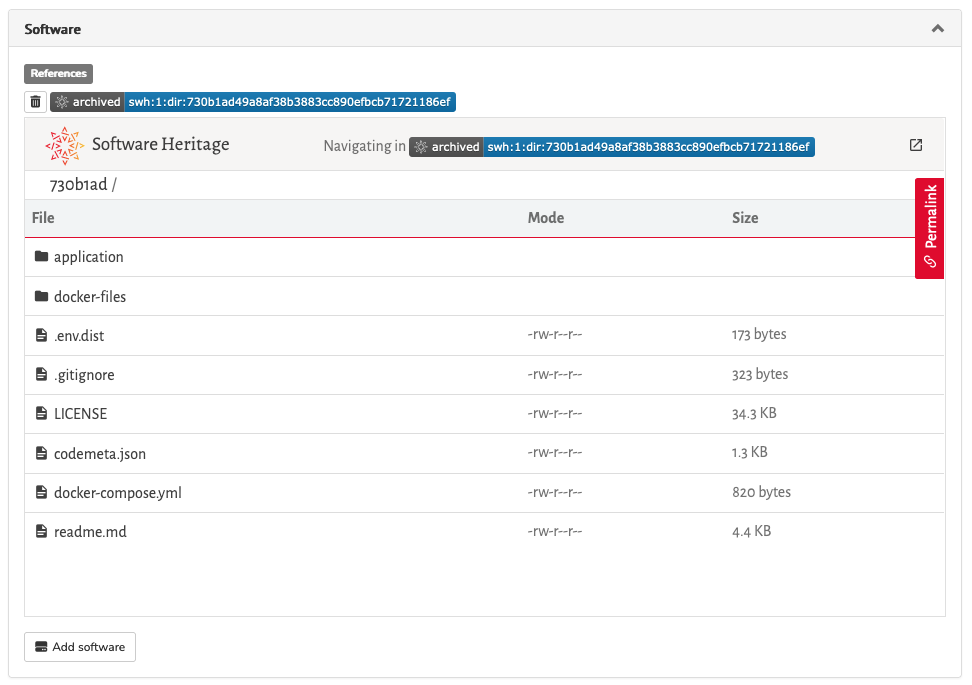 Software
References
archived swh:1:dir:730b1ad49a8af38b3883cc890efbcb71721186ef
Software Heritage Navigating in archived swh:1:dir:730b1ad49a8af38b3883cc890efbcb71721186ef
730b1ad /
Permalink
File Mode Size
application
docker-files
.env.dist -rw-r--r-- 173 bytes
.gitignore -rw-r--r-- 323 bytes
LICENSE -rw-r--r-- 34.3 KB
codemeta.json -rw-r--r-- 1.3 KB
docker-compose.yml -rw-r--r-- 820 bytes
readme.md -rw-r--r-- 4.4 KB
Add software